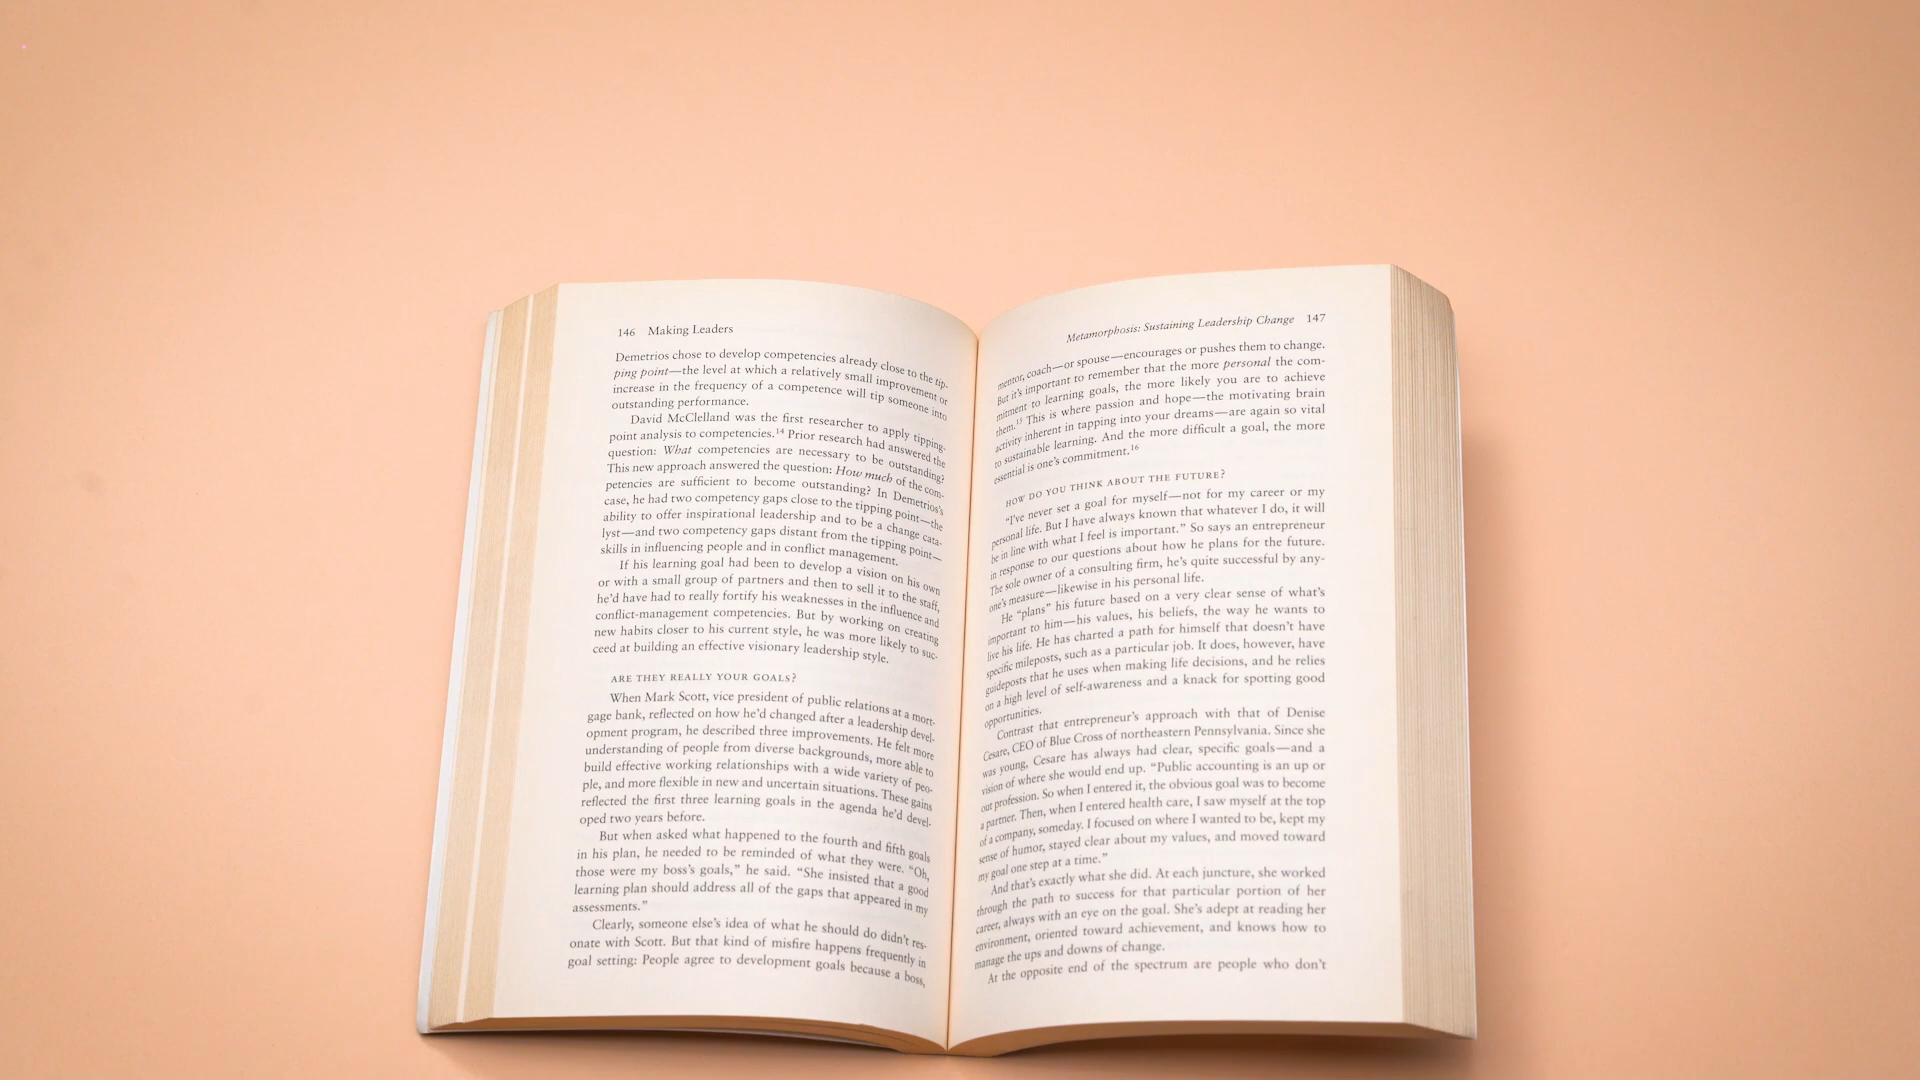 146 Making Leaders
Demetrios chose to develop competencies already close to the tip-
ping point—the level at which a relatively small improvement or
increase in the frequency of a competence will tip someone into
outstanding performance.
David McClelland was the first researcher to apply tipping-
point analysis to competencies.14 Prior research had answered the
question: What competencies are necessary to be outstanding?
This new approach answered the question: How much of the com-
petencies are sufficient to become outstanding? In Demetrios's
case, he had two competency gaps close to the tipping point—the
ability to offer inspirational leadership and to be a change cata-
lyst—and two competency gaps distant from the tipping point—
skills in influencing people and in conflict management.
If his learning goal had been to develop a vision on his own
or with a small group of partners and then to sell it to the staff,
he'd have had to really fortify his weaknesses in the influence and
conflict-management competencies. But by working on creating
new habits closer to his current style, he was more likely to suc-
ceed at building an effective visionary leadership style.
ARE THEY REALLY YOUR GOALS?
When Mark Scott, vice president of public relations at a mort-
gage bank, reflected on how he'd changed after a leadership devel-
opment program, he described three improvements. He felt more
understanding of people from diverse backgrounds, more able to
build effective working relationships with a wide variety of peo-
ple, and more flexible in new and uncertain situations. These gains
reflected the first three learning goals in the agenda he'd devel-
oped two years before.
But when asked what happened to the fourth and fifth goals
in his plan, he needed to be reminded of what they were. "Oh,
those were my boss's goals," he said. "She insisted that a good
learning plan should address all of the gaps that appeared in my
assessments."
Clearly, someone else's idea of what he should do didn't res-
onate with Scott. But that kind of misfire happens frequently in
goal setting: People agree to development goals because a boss,
Metamorphosis: Sustaining Leadership Change 147
mentor, coach—or spouse—encourages or pushes them to change.
But it's important to remember that the more personal the com-
mitment to learning goals, the more likely you are to achieve
them.15 This is where passion and hope—the motivating brain
activity inherent in tapping into your dreams—are again so vital
to sustainable learning. And the more difficult a goal, the more
essential is one's commitment.16
HOW DO YOU THINK ABOUT THE FUTURE?
"I've never set a goal for myself—not for my career or my
personal life. But I have always known that whatever I do, it will
be in line with what I feel is important." So says an entrepreneur
in response to our questions about how he plans for the future.
The sole owner of a consulting firm, he's quite successful by any-
one's measure—likewise in his personal life.
He "plans" his future based on a very clear sense of what's
important to him—his values, his beliefs, the way he wants to
live his life. He has charted a path for himself that doesn't have
specific mileposts, such as a particular job. It does, however, have
guideposts that he uses when making life decisions, and he relies
on a high level of self-awareness and a knack for spotting good
opportunities.
Contrast that entrepreneur's approach with that of Denise
Cesare, CEO of Blue Cross of northeastern Pennsylvania. Since she
was young, Cesare has always had clear, specific goals—and a
vision of where she would end up. "Public accounting is an up or
out profession. So when I entered it, the obvious goal was to become
a partner. Then, when I entered health care, I saw myself at the top
of a company, someday. I focused on where I wanted to be, kept my
sense of humor, stayed clear about my values, and moved toward
my goal one step at a time."
And that's exactly what she did. At each juncture, she worked
through the path to success for that particular portion of her
career, always with an eye on the goal. She's adept at reading her
environment, oriented toward achievement, and knows how to
manage the ups and downs of change.
At the opposite end of the spectrum are people who don't